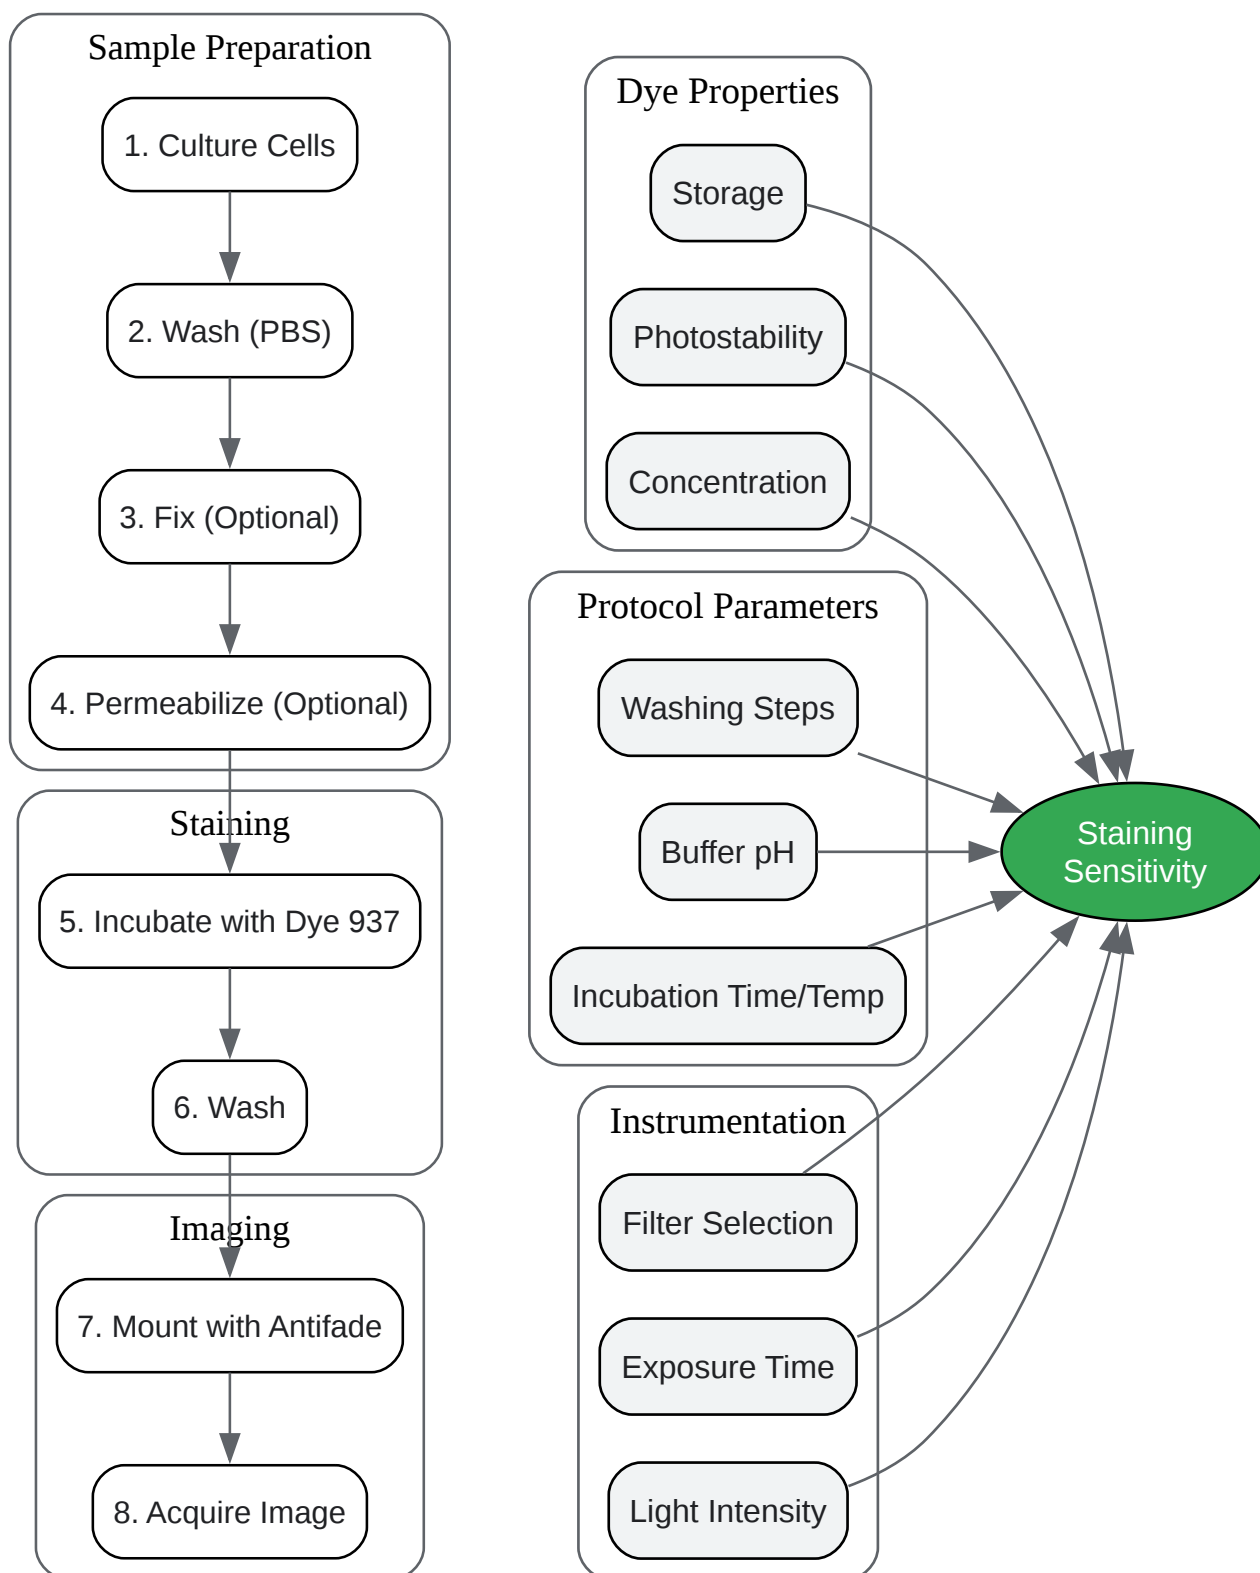 Sample Preparation
1. Culture Cells
2. Wash (PBS)
3. Fix (Optional)
4. Permeabilize (Optional)
Staining
5. Incubate with Dye 937
6. Wash
Imaging
7. Mount with Antifade
8. Acquire Image
Dye Properties
Storage
Photostability
Concentration
Protocol Parameters
Washing Steps
Buffer pH
Incubation Time/Temp
Instrumentation
Filter Selection
Exposure Time
Light Intensity
Staining
Sensitivity